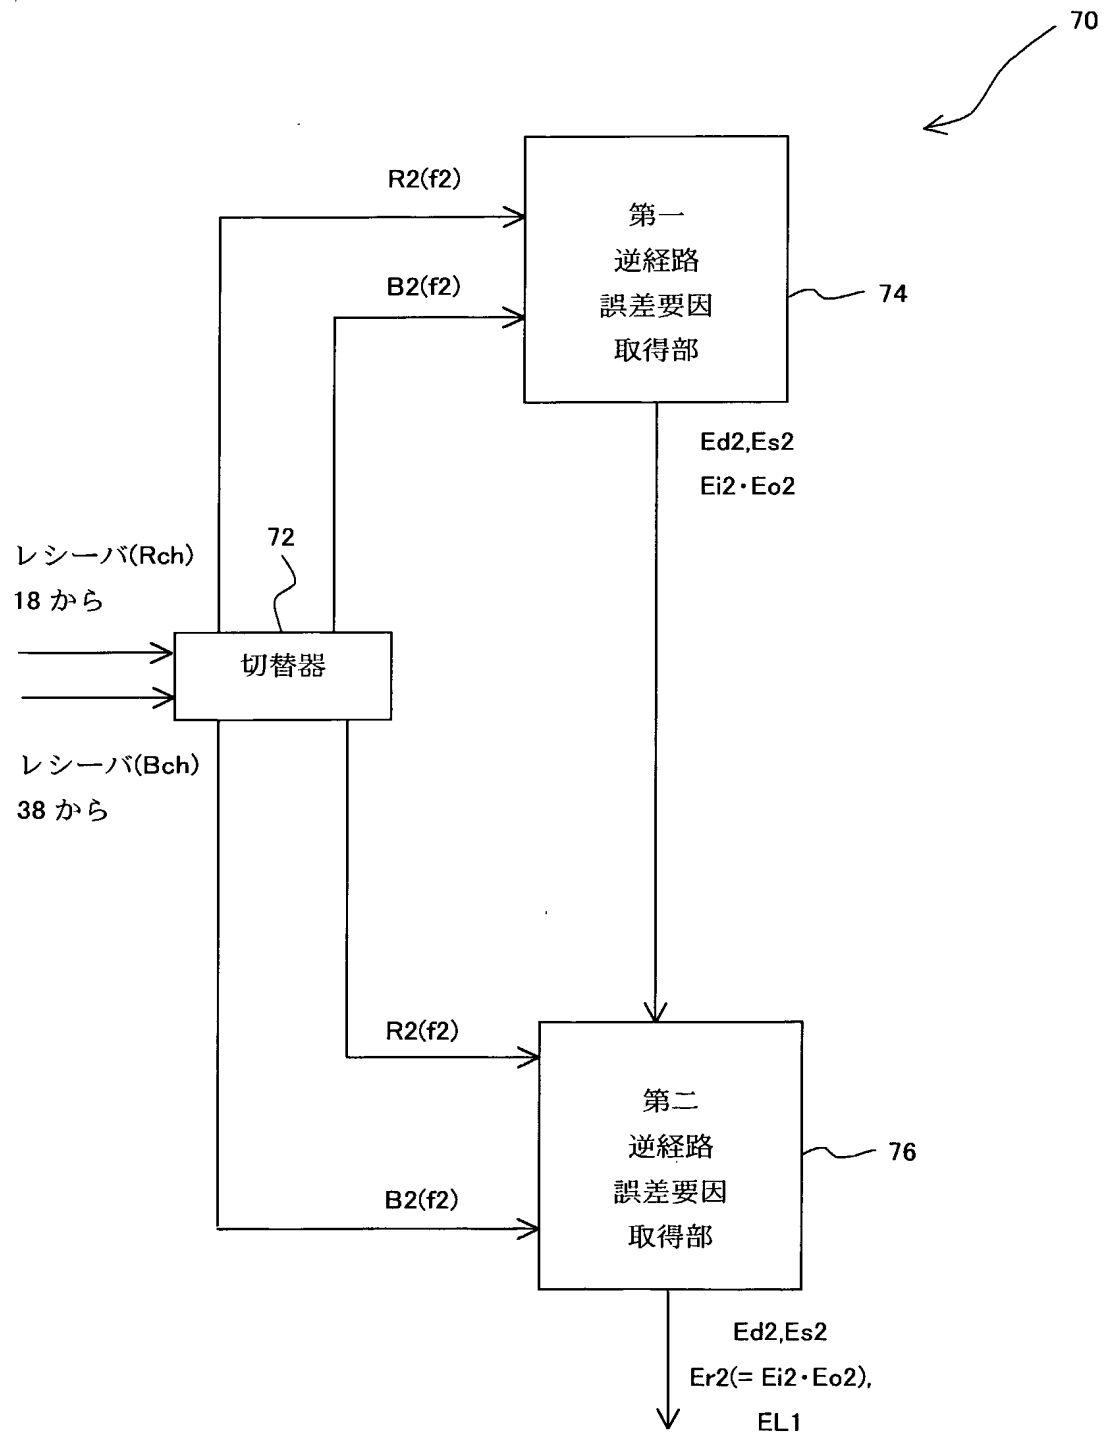 70
R2(f2)
B2(f2)
第一
逆経路
誤差要因
取得部
74
Ed2,Es2
Ei2・Eo2
72
レシーバ(Rch)
18 から
切替器
レシーバ(Bch)
38 から
R2(f2)
B2(f2)
第二
逆経路
誤差要因
取得部
76
Ed2,Es2
Er2(= Ei2・Eo2),
EL1